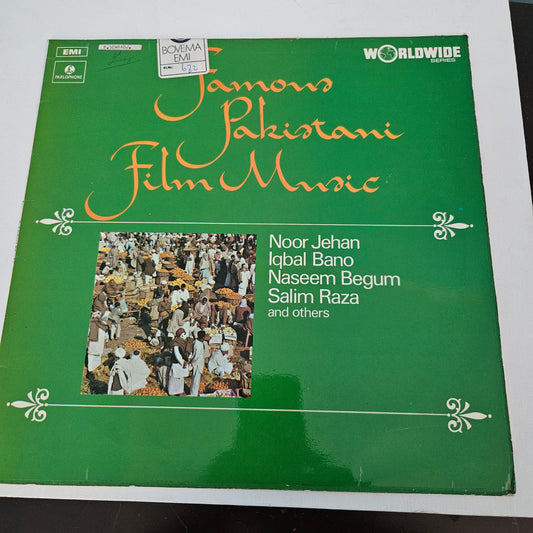 EMI
PARLOPHONE
BOVEMA
EMI
622
WORLDWIDE
SERIES
Famous
Pakistani
Film Music
Noor Jehan
Iqbal Bano
Naseem Begum
Salim Raza
and others